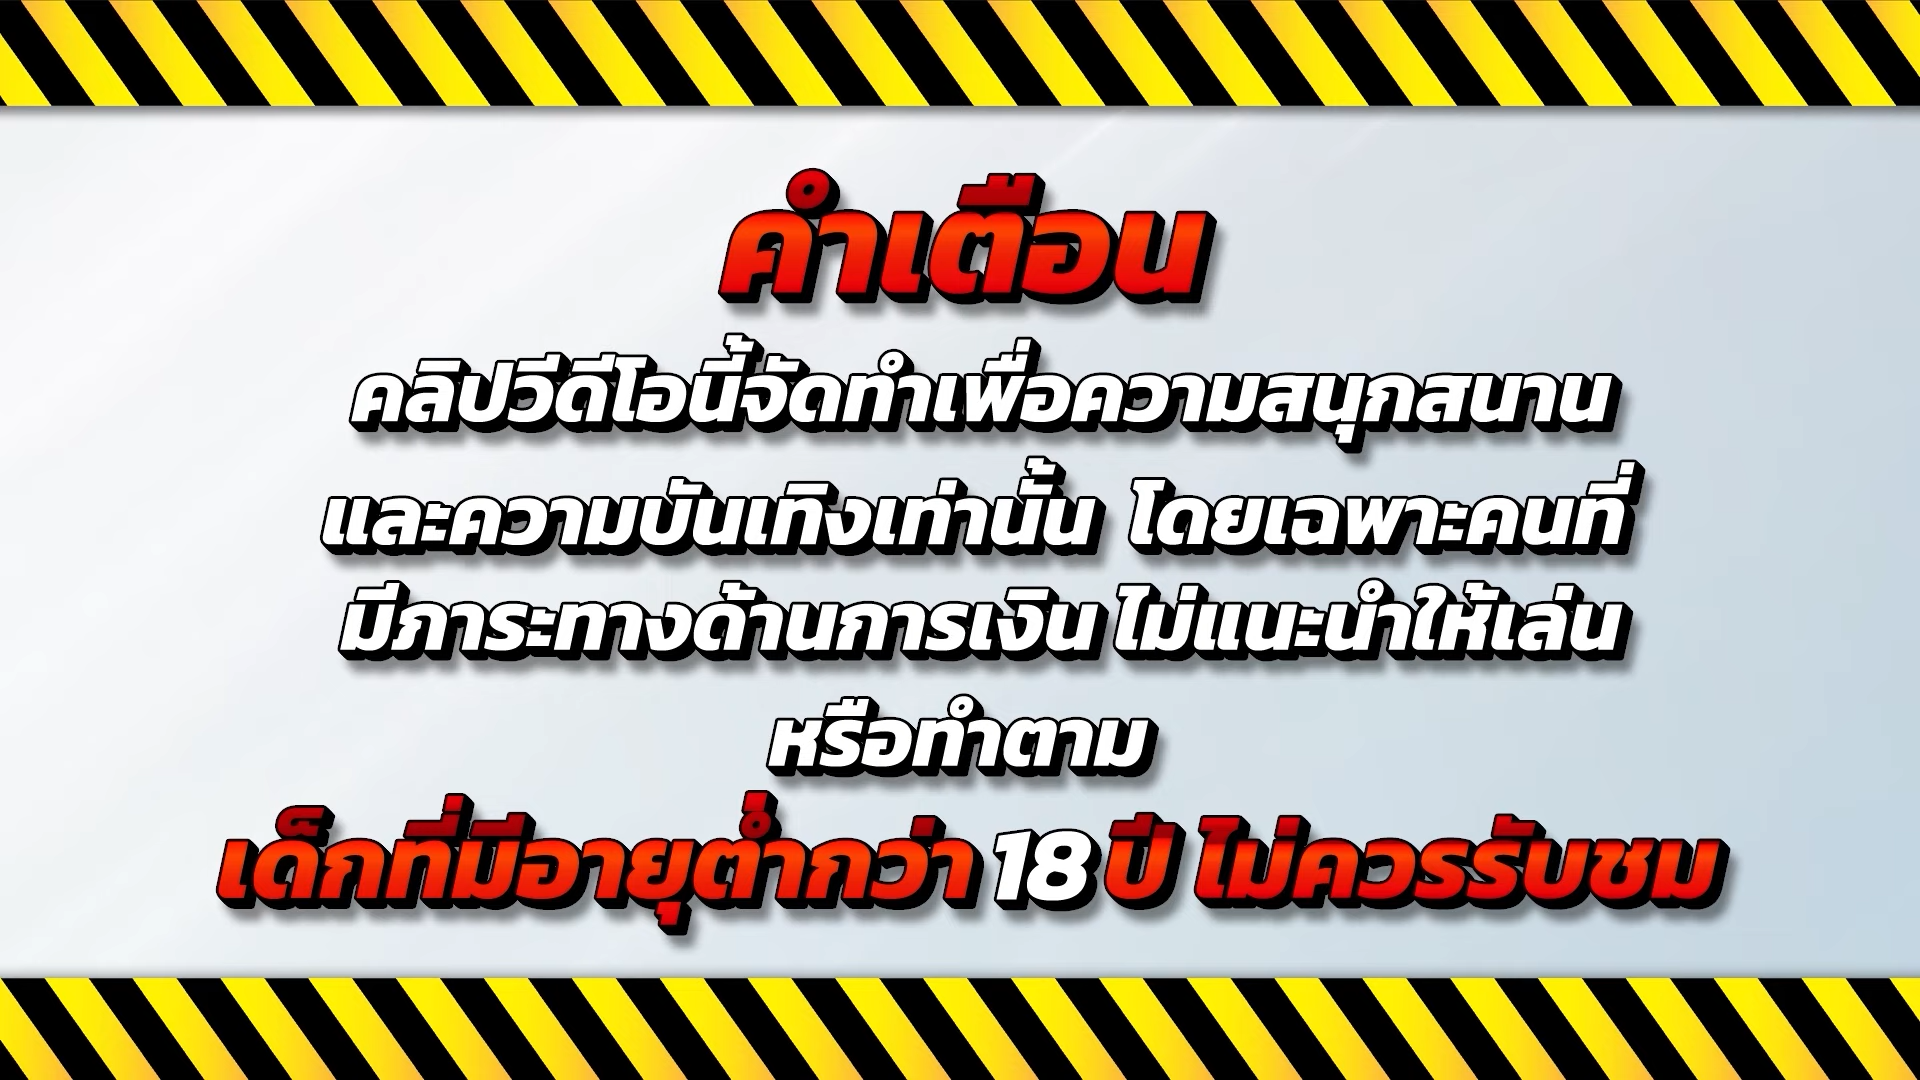 คำเตือน
คลิปวีดีโอนี้จัดทำเพื่อความสนุกสนาน
และความบันเทิงเท่านั้น โดยเฉพาะคนที่
มีภาระทางด้านการเงิน ไม่แนะนำให้เล่น
หรือทำตาม
เด็กที่มีอายุต่ำกว่า 18 ปี ไม่ควรรับชม